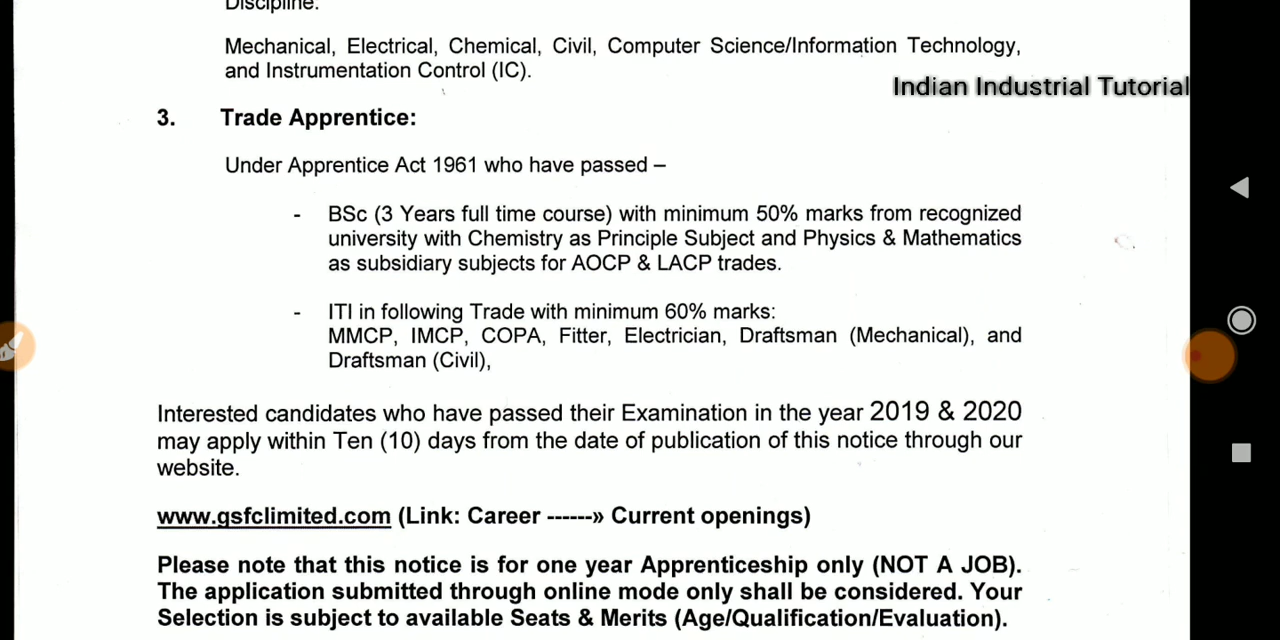 Discipline:
Mechanical, Electrical, Chemical, Civil, Computer Science/Information Technology,
and Instrumentation Control (IC).
Indian Industrial Tutorial
3. Trade Apprentice:
Under Apprentice Act 1961 who have passed –
- BSc (3 Years full time course) with minimum 50% marks from recognized
university with Chemistry as Principle Subject and Physics & Mathematics
as subsidiary subjects for AOCP & LACP trades.
- ITI in following Trade with minimum 60% marks:
MMCP, IMCP, COPA, Fitter, Electrician, Draftsman (Mechanical), and
Draftsman (Civil),
Interested candidates who have passed their Examination in the year 2019 & 2020
may apply within Ten (10) days from the date of publication of this notice through our
website.
www.gsfclimited.com (Link: Career ------» Current openings)
Please note that this notice is for one year Apprenticeship only (NOT A JOB).
The application submitted through online mode only shall be considered. Your
Selection is subject to available Seats & Merits (Age/Qualification/Evaluation).